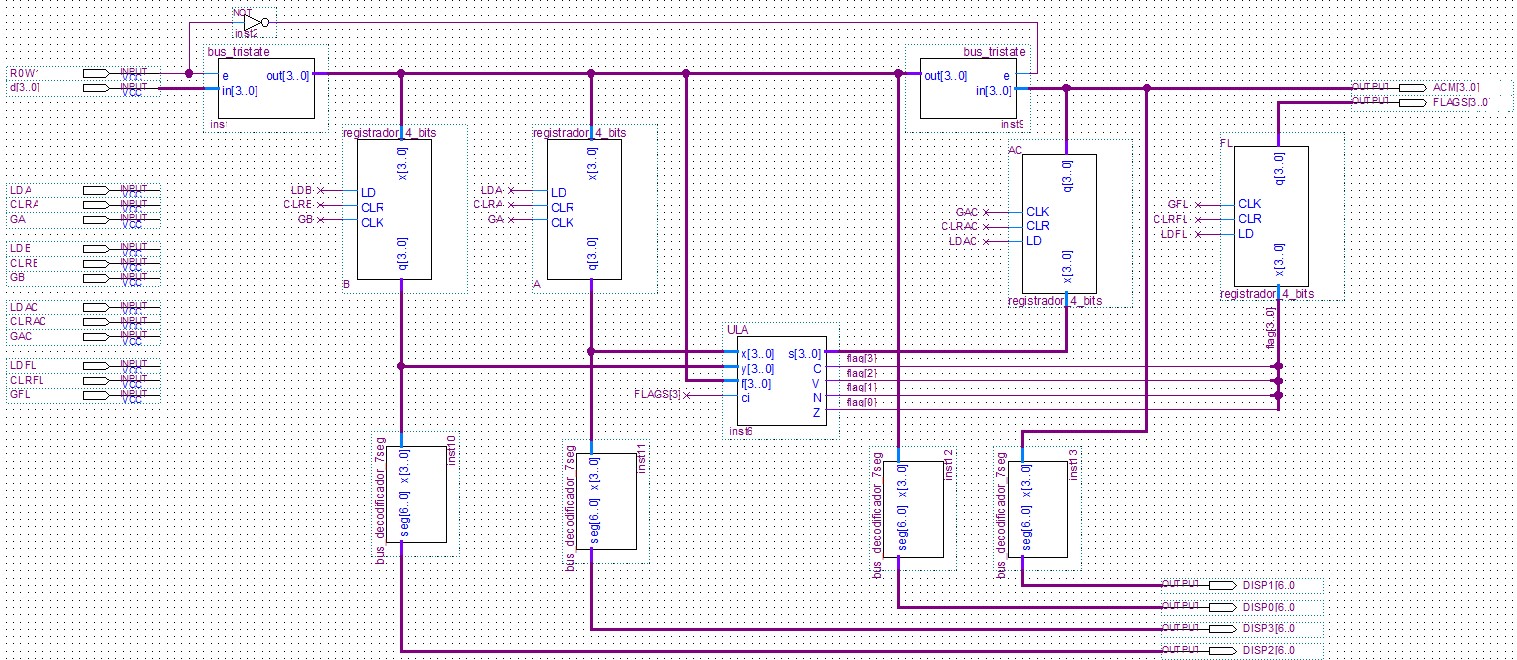 NOT
inst2
bus_tristate
e out[3..0]
in[3..0]
ins
bus_tristate
out[3..0] e
in[3..0]
inst9
R0W INPUT VCC
d[3..0] INPUT VCC
OUTPUT ACM[3..0]
OUTPUT FLAGS[3..0
LDA INPUT VCC
CLRA INPUT VCC
GA INPUT VCC
LDE INPUT VCC
CLRE INPUT VCC
GB INPUT VCC
LDAC INPUT VCC
CLRAC INPUT VCC
GAC INPUT VCC
LDFL INPUT VCC
CLRFL INPUT VCC
GFL INPUT VCC
registrador_4_bits
x[3..0]
LDB LD
CLRE CLR
GB CLK
q[3..0]
B
registrador_4_bits
x[3..0]
LDA LD
CLRA CLR
GA CLK
q[3..0]
A
AC
q[3..0]
GAC CLK
CLRAC CLR
LDAC LD
x[3..0]
registrador_4_bits
FL
q[3..0]
GFL CLK
CLRFL CLR
LDFL LD
x[3..0]
registrador_4_bits
flag[3..0]
ULA
x[3..0] s[3..0]
y[3..0] C
f[3..0] V
ci N
Z
inst6
FLAGS[3]
flag[3]
flag[2]
flag[1]
flag[0]
bus_decodificador_7seg
x[3..0]
seg[6..0]
inst10
bus_decodificador_7seg
x[3..0]
seg[6..0]
inst11
bus_decodificador_7seg
x[3..0]
seg[6..0]
inst12
bus_decodificador_7seg
x[3..0]
seg[6..0]
inst13
OUTPUT DISP1[6..0
OUTPUT DISP0[6..0
OUTPUT DISP3[6..0
OUTPUT DISP2[6..0